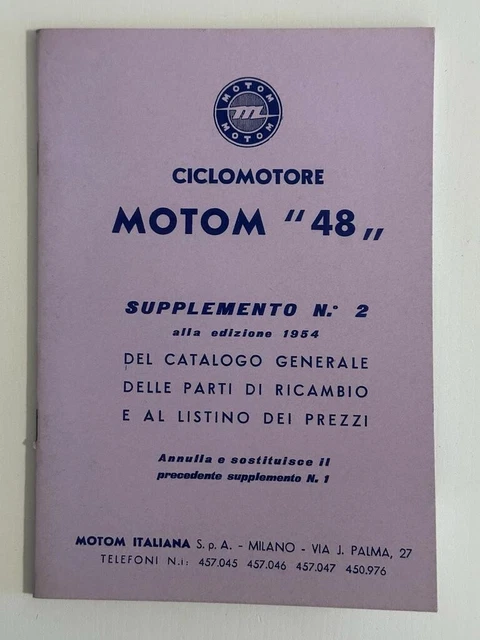 MOTOM
m
MOTOM
CICLOMOTORE
MOTOM "48„
SUPPLEMENTO N.° 2
alla edizione 1954
DEL CATALOGO GENERALE
DELLE PARTI DI RICAMBIO
E AL LISTINO DEI PREZZI
Annulla e sostituisce il
precedente supplemento N. 1
MOTOM ITALIANA S. p. A. - MILANO - VIA J. PALMA, 27
TELEFONI N.i: 457.045 457.046 457.047 450.976